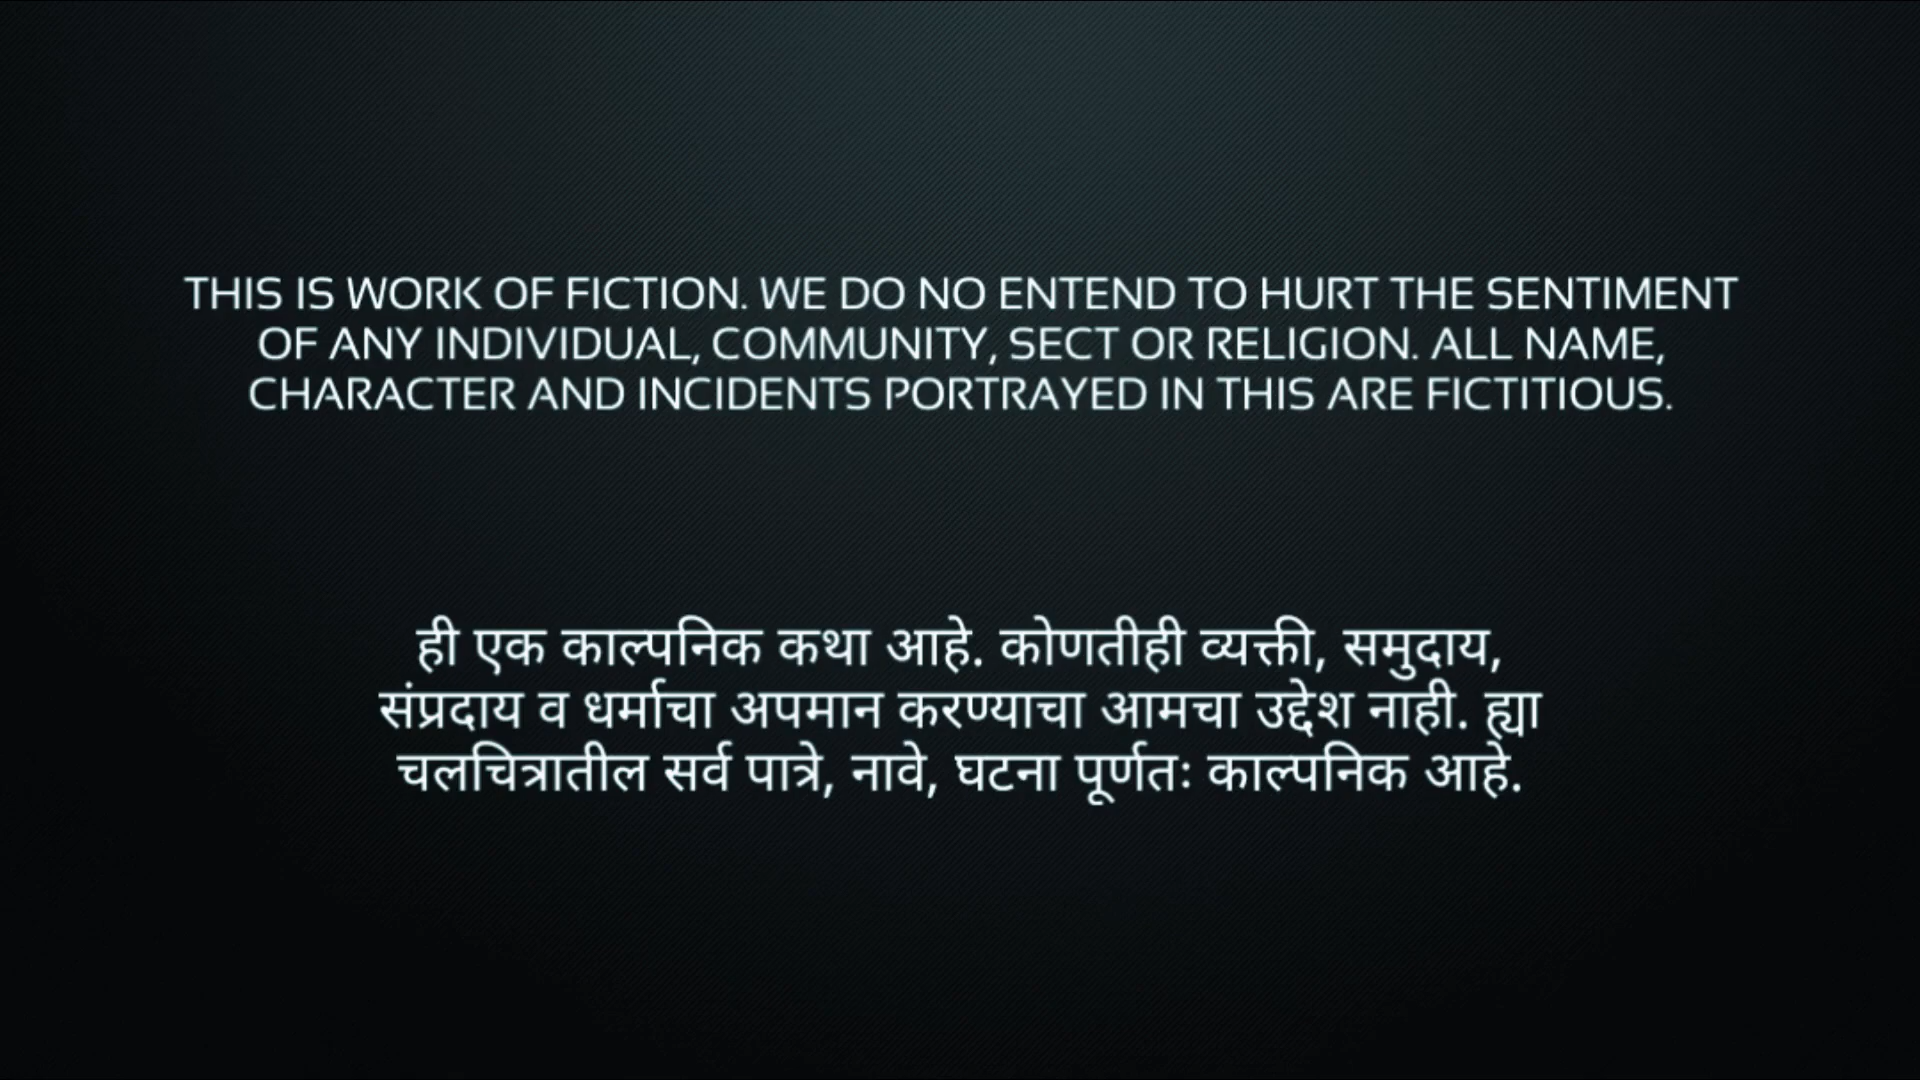 THIS IS WORK OF FICTION. WE DO NO ENTEND TO HURT THE SENTIMENT
OF ANY INDIVIDUAL, COMMUNITY, SECT OR RELIGION. ALL NAME,
CHARACTER AND INCIDENTS PORTRAYED IN THIS ARE FICTITIOUS.
ही एक काल्पनिक कथा आहे. कोणतीही व्यक्ती, समुदाय,
संप्रदाय व धर्माचा अपमान करण्याचा आमचा उद्देश नाही. ह्या
चलचित्रातील सर्व पात्रे, नावे, घटना पूर्णतः काल्पनिक आहे.